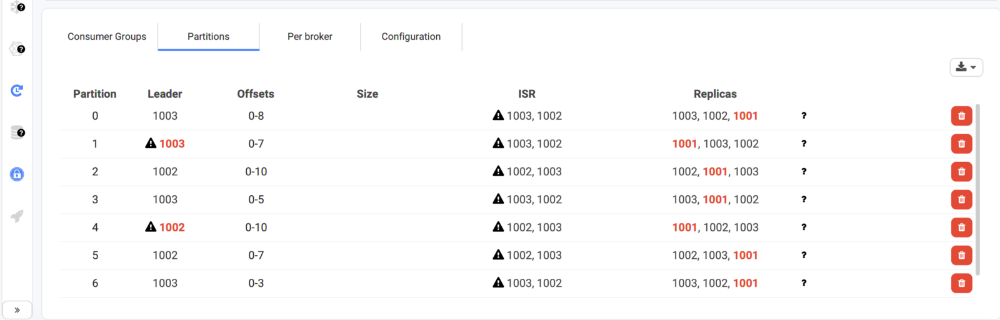 Consumer Groups Partitions Per broker Configuration
Partition Leader Offsets Size ISR Replicas
0 1003 0-8 1003, 1002 1003, 1002, 1001 ?
1 1003 0-7 1003, 1002 1001, 1003, 1002 ?
2 1002 0-10 1002, 1003 1002, 1001, 1003 ?
3 1003 0-5 1003, 1002 1003, 1001, 1002 ?
4 1002 0-10 1002, 1003 1001, 1002, 1003 ?
5 1002 0-7 1002, 1003 1002, 1003, 1001 ?
6 1003 0-3 1003, 1002 1003, 1002, 1001 ?